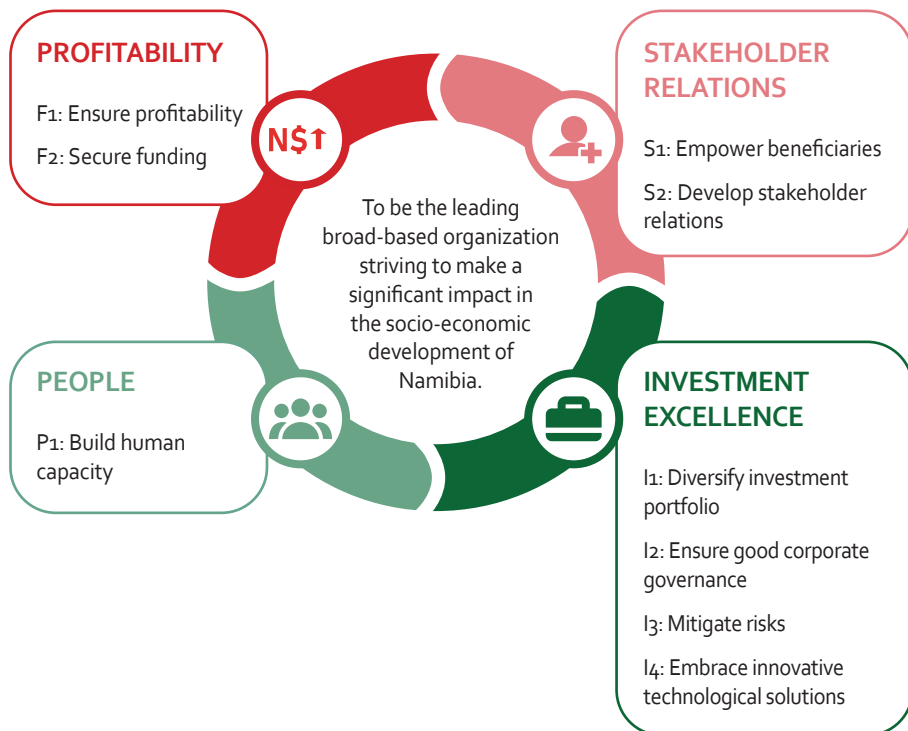 PROFITABILITY
F1: Ensure profitability
F2: Secure funding
N$↑
STAKEHOLDER
RELATIONS
S1: Empower beneficiaries
S2: Develop stakeholder
relations
To be the leading
broad-based organization
striving to make a
significant impact in
the socio-economic
development of
Namibia.
PEOPLE
P1: Build human
capacity
INVESTMENT
EXCELLENCE
I1: Diversify investment
portfolio
I2: Ensure good corporate
governance
I3: Mitigate risks
I4: Embrace innovative
technological solutions